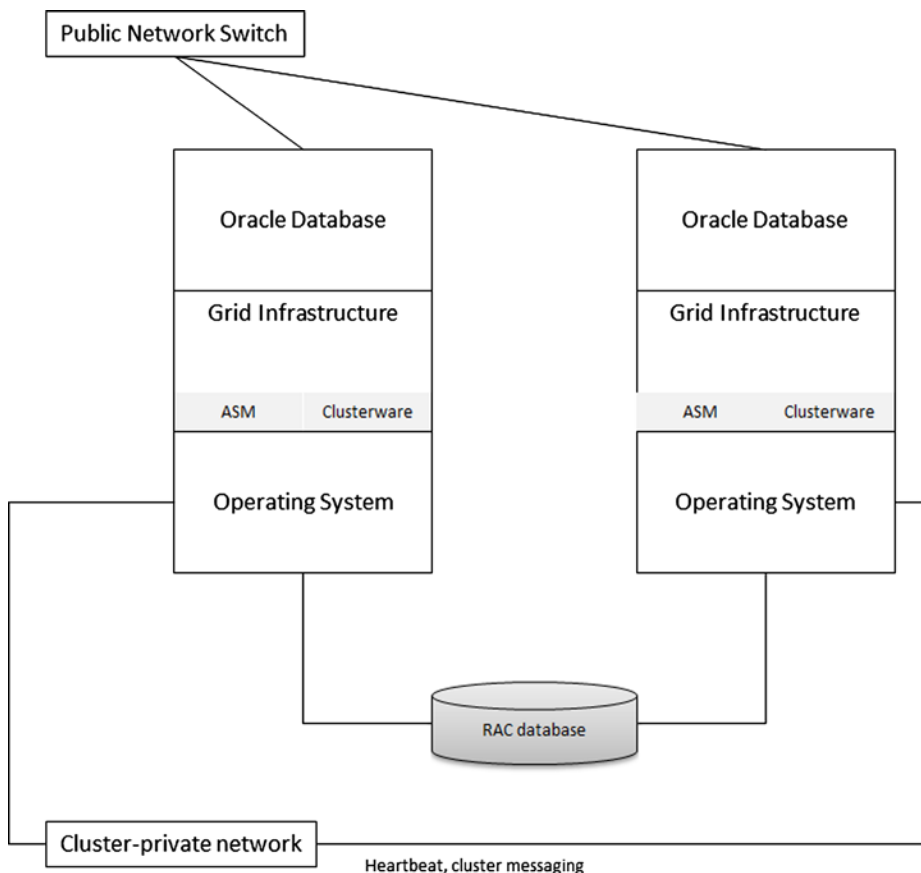 Public Network Switch
Oracle Database
Oracle Database
Grid Infrastructure
Grid Infrastructure
ASM
Clusterware
ASM
Clusterware
Operating System
Operating System
RAC database
Cluster-private network
Heartbeat, cluster messaging